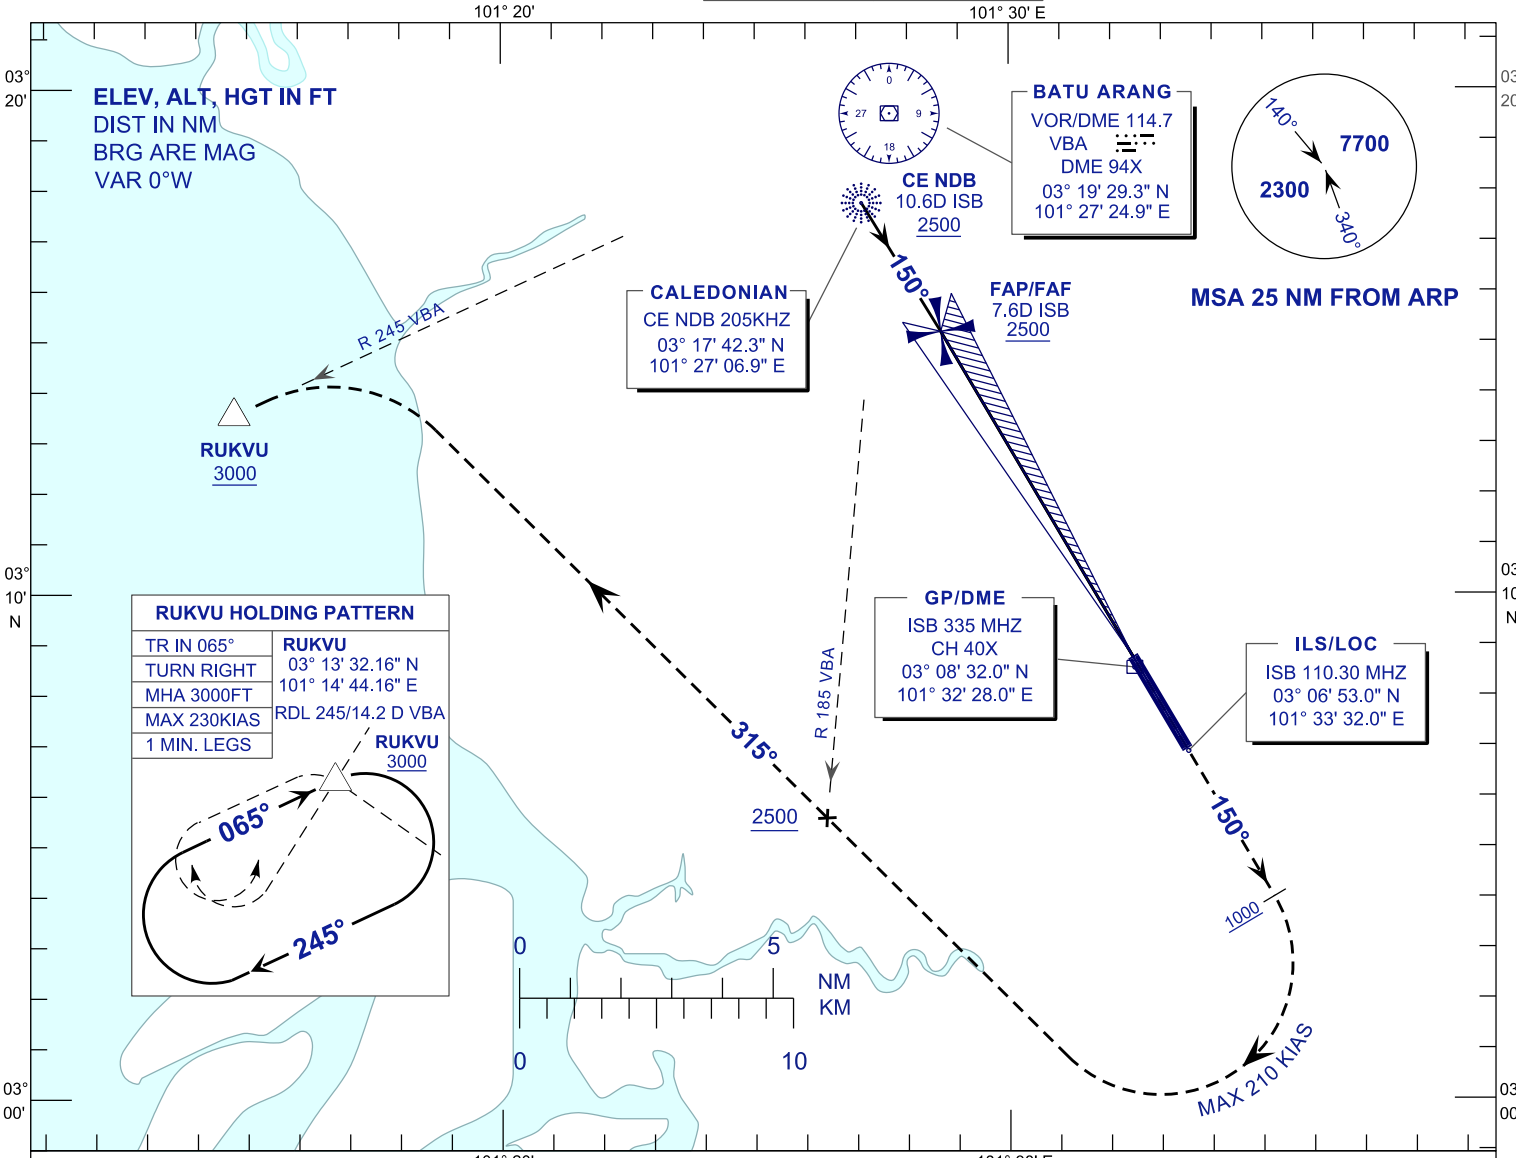 101° 20'
101° 30' E
03°
20'
03
20
ELEV, ALT, HGT IN FT
DIST IN NM
BRG ARE MAG
VAR 0°W
0
9
18
27
BATU ARANG
VOR/DME 114.7
VBA
DME 94X
03° 19' 29.3" N
101° 27' 24.9" E
140°
7700
2300
340°
MSA 25 NM FROM ARP
CE NDB
10.6D ISB
2500
CALEDONIAN
CE NDB 205KHZ
03° 17' 42.3" N
101° 27' 06.9" E
150°
FAP/FAF
7.6D ISB
2500
R 245 VBA
RUKVU
3000
03°
10'
N
03
10
N
RUKVU HOLDING PATTERN
TR IN 065°
TURN RIGHT
MHA 3000FT
MAX 230KIAS
1 MIN. LEGS
RUKVU
03° 13' 32.16" N
101° 14' 44.16" E
RDL 245/14.2 D VBA
RUKVU
3000
065°
245°
GP/DME
ISB 335 MHZ
CH 40X
03° 08' 32.0" N
101° 32' 28.0" E
ILS/LOC
ISB 110.30 MHZ
03° 06' 53.0" N
101° 33' 32.0" E
R 185 VBA
315°
2500
150°
1000
MAX 210 KIAS
0
5
NM
KM
0
10
03°
00'
03
00